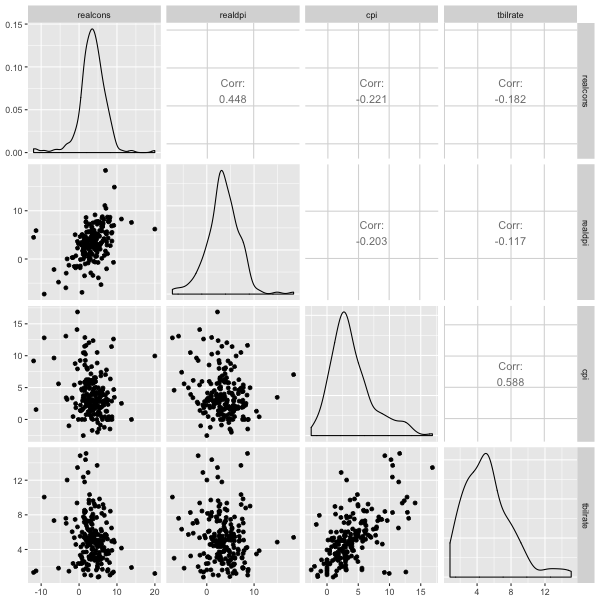 realcons realdpi cpi tbilrate
0.15
0.10
0.05
0.00
Corr:
0.448
Corr:
-0.221
Corr:
-0.182
realcons
10
0
Corr:
-0.203
Corr:
-0.117
realdpi
15
10
5
0
Corr:
0.588
cpi
12
8
4
tbilrate
-10 0 10 20 0 10 0 5 10 15 4 8 12